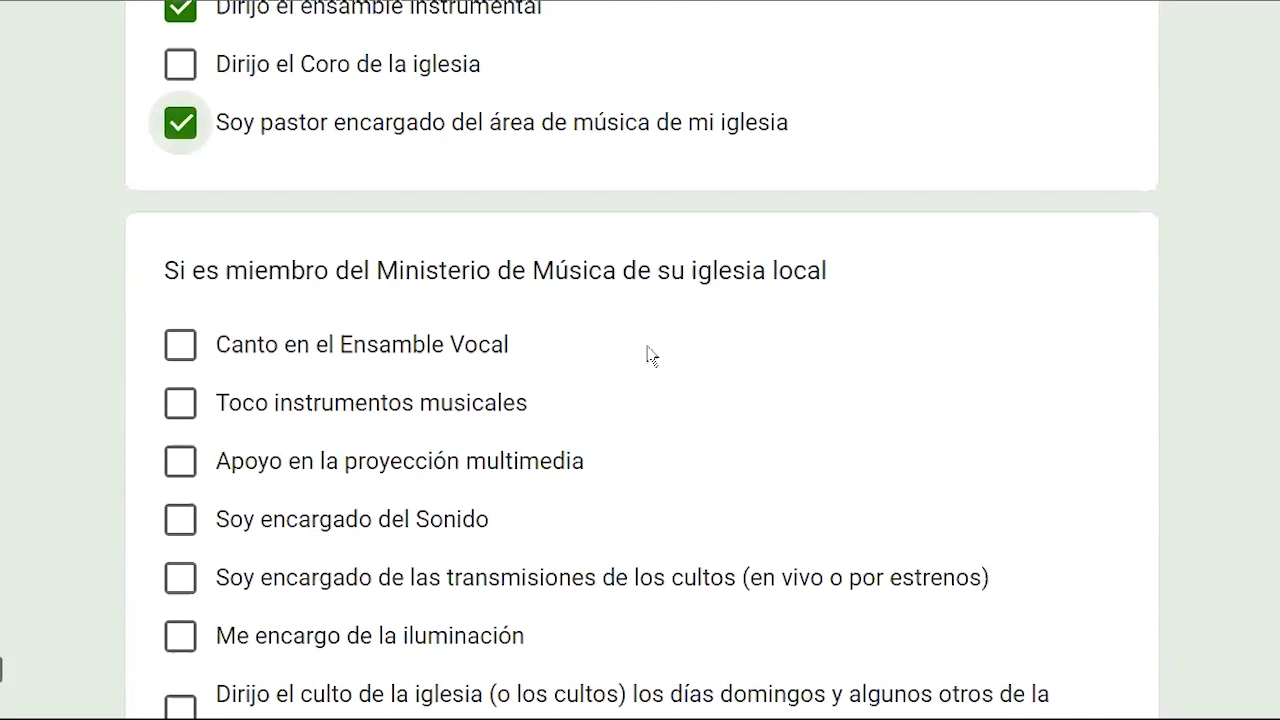 Dirijo el ensamble instrumental
Dirijo el Coro de la iglesia
Soy pastor encargado del área de música de mi iglesia
Si es miembro del Ministerio de Música de su iglesia local
Canto en el Ensamble Vocal
Toco instrumentos musicales
Apoyo en la proyección multimedia
Soy encargado del Sonido
Soy encargado de las transmisiones de los cultos (en vivo o por estrenos)
Me encargo de la iluminación
Dirijo el culto de la iglesia (o los cultos) los días domingos y algunos otros de la